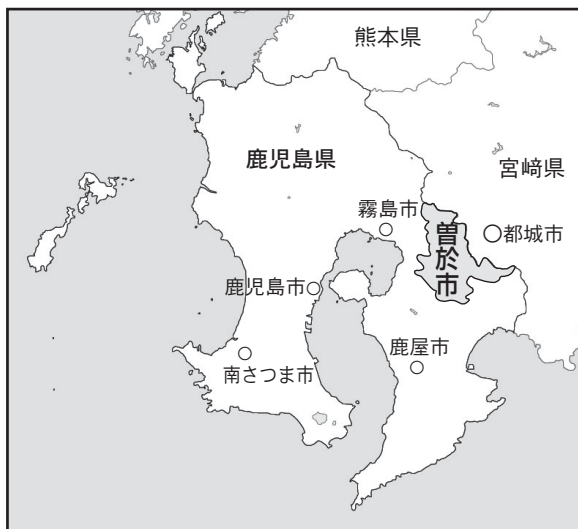 熊本県
鹿児島県
宮崎県
霧島市
曽於市
都城市
鹿児島市
鹿屋市
南さつま市